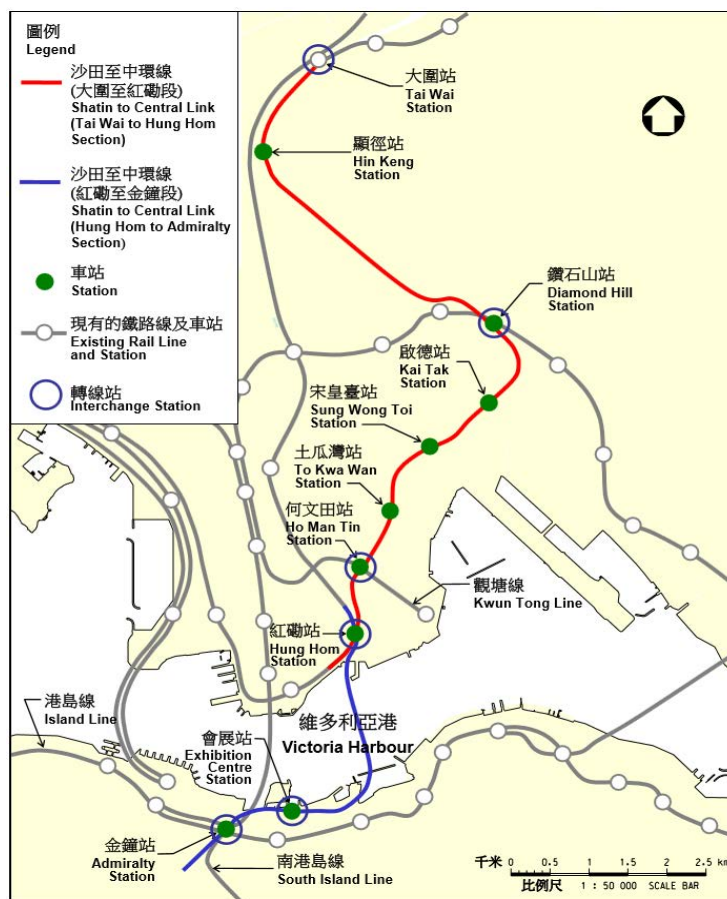 圖例
Legend
沙田至中環線
(大圍至紅磡段)
Shatin to Central Link
(Tai Wai to Hung Hom
Section)
沙田至中環線
(紅磡至金鐘段)
Shatin to Central Link
(Hung Hom to Admiralty
Section)
車站
Station
現有的鐵路線及車站
Existing Rail Line
and Station
轉線站
Interchange Station
大圍站
Tai Wai
Station
顯徑站
Hin Keng
Station
鑽石山站
Diamond Hill
Station
啟德站
Kai Tak
Station
宋皇臺站
Sung Wong Toi
Station
土瓜灣站
To Kwa Wan
Station
何文田站
Ho Man Tin
Station
觀塘線
Kwun Tong Line
紅磡站
Hung Hom
Station
港島線
Island Line
維多利亞港
Victoria Harbour
會展站
Exhibition
Centre
Station
金鐘站
Admiralty
Station
南港島線
South Island Line
千米 0 0.5 1 1.5 2 2.5 km
比例尺 1 : 50 000 SCALE BAR